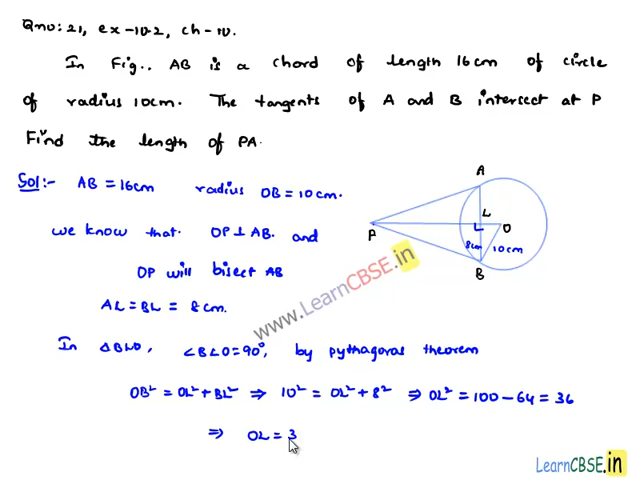 Qno: 21, ex-10.2, ch-10.
In Fig., AB is a chord of length 16cm of circle
of radius 10cm. The tangents of A and B intersect at P
Find the length of PA.
Sol:- AB = 16cm radius OB = 10cm.
we know that OP ⊥ AB. and
OP will bisect AB
AL = BL = 8cm.
In △BLO, ∠BLO = 90°, by pythagoras theorem
OB² = OL² + BL² ⇒ 10² = OL² + 8² ⇒ OL² = 100 - 64 = 36
⇒ OL = 3
A
L
P
O
8cm
10cm
B
www.LearnCBSE.in
LearnCBSE.in